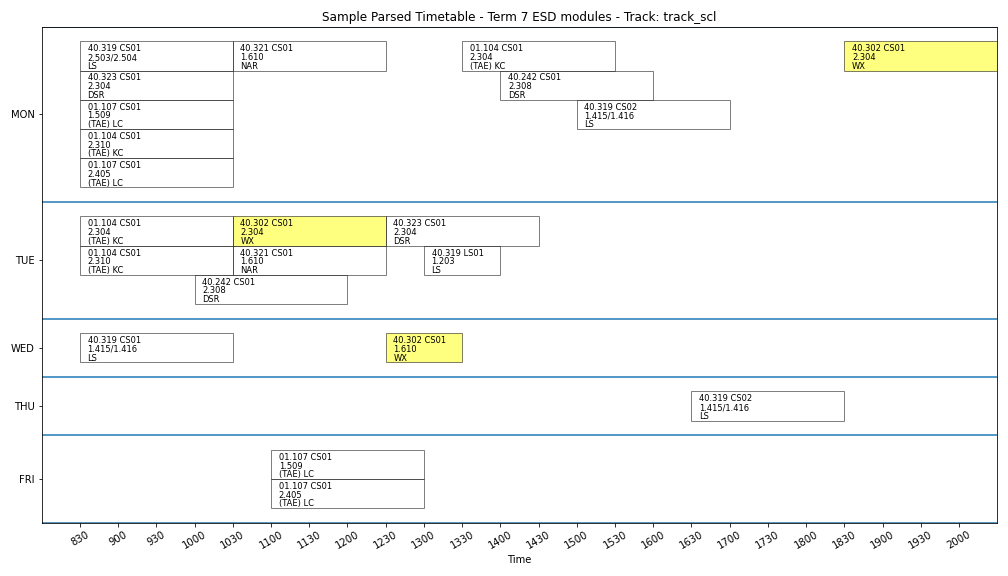 Sample Parsed Timetable - Term 7 ESD modules - Track: track_scl
MON
40.319 CS01
2.503/2.504
LS
40.321 CS01
1.610
NAR
01.104 CS01
2.304
(TAE) KC
40.302 CS01
2.304
WX
40.323 CS01
2.304
DSR
40.242 CS01
2.308
DSR
01.107 CS01
1.509
(TAE) LC
40.319 CS02
1.415/1.416
LS
01.104 CS01
2.310
(TAE) KC
01.107 CS01
2.405
(TAE) LC
TUE
01.104 CS01
2.304
(TAE) KC
40.302 CS01
2.304
WX
40.323 CS01
2.304
DSR
01.104 CS01
2.310
(TAE) KC
40.321 CS01
1.610
NAR
40.319 LS01
1.203
LS
40.242 CS01
2.308
DSR
WED
40.319 CS01
1.415/1.416
LS
40.302 CS01
1.610
WX
THU
40.319 CS02
1.415/1.416
LS
FRI
01.107 CS01
1.509
(TAE) LC
01.107 CS01
2.405
(TAE) LC
830 900 930 1000 1030 1100 1130 1200 1230 1300 1330 1400 1430 1500 1600 1630 1700 1730 1800 1830 1900 1930 2000
Time